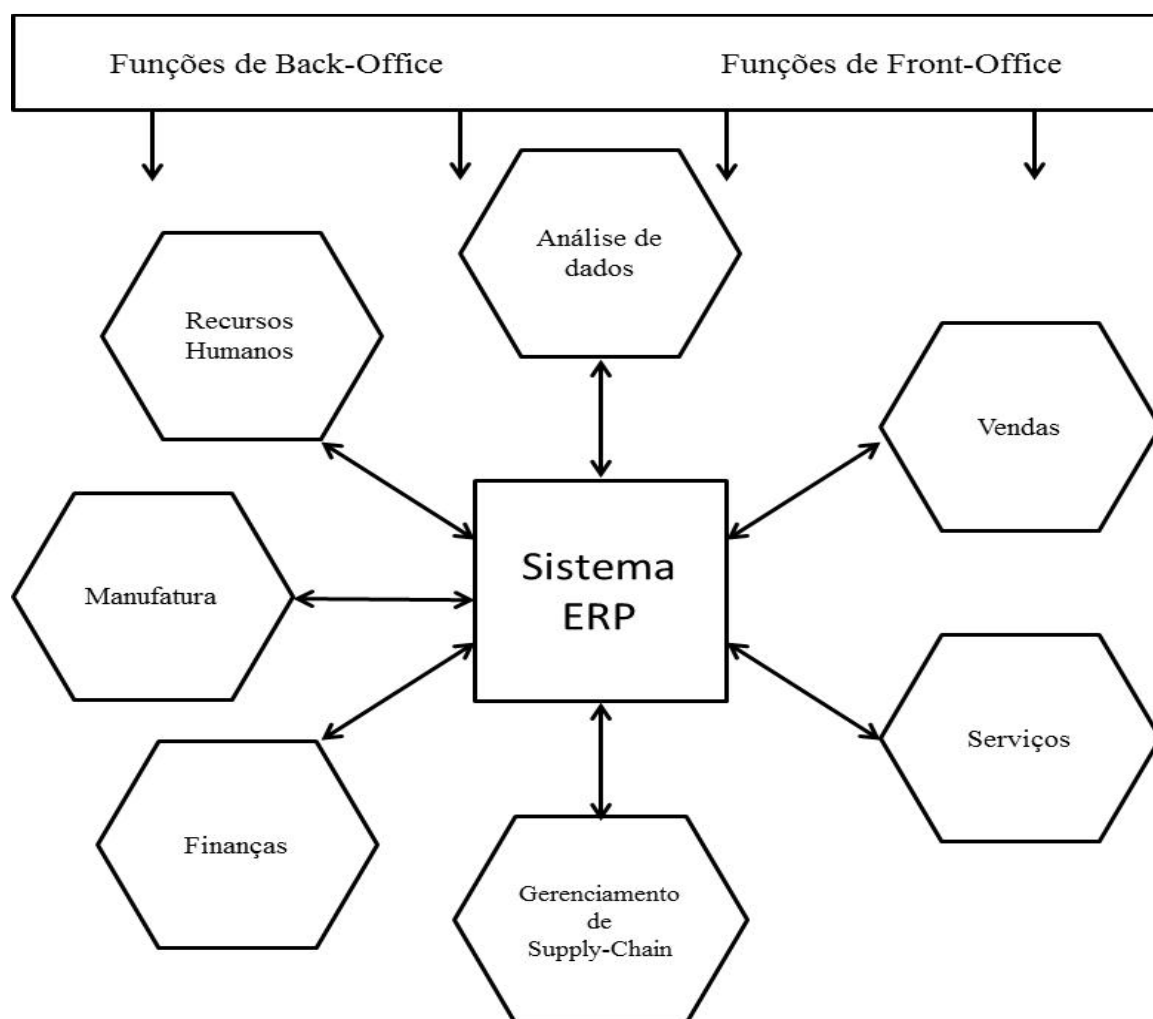 Funções de Back-Office
Funções de Front-Office
Análise de
dados
Recursos
Humanos
Vendas
Sistema
ERP
Manufatura
Serviços
Finanças
Gerenciamento
de
Supply-Chain